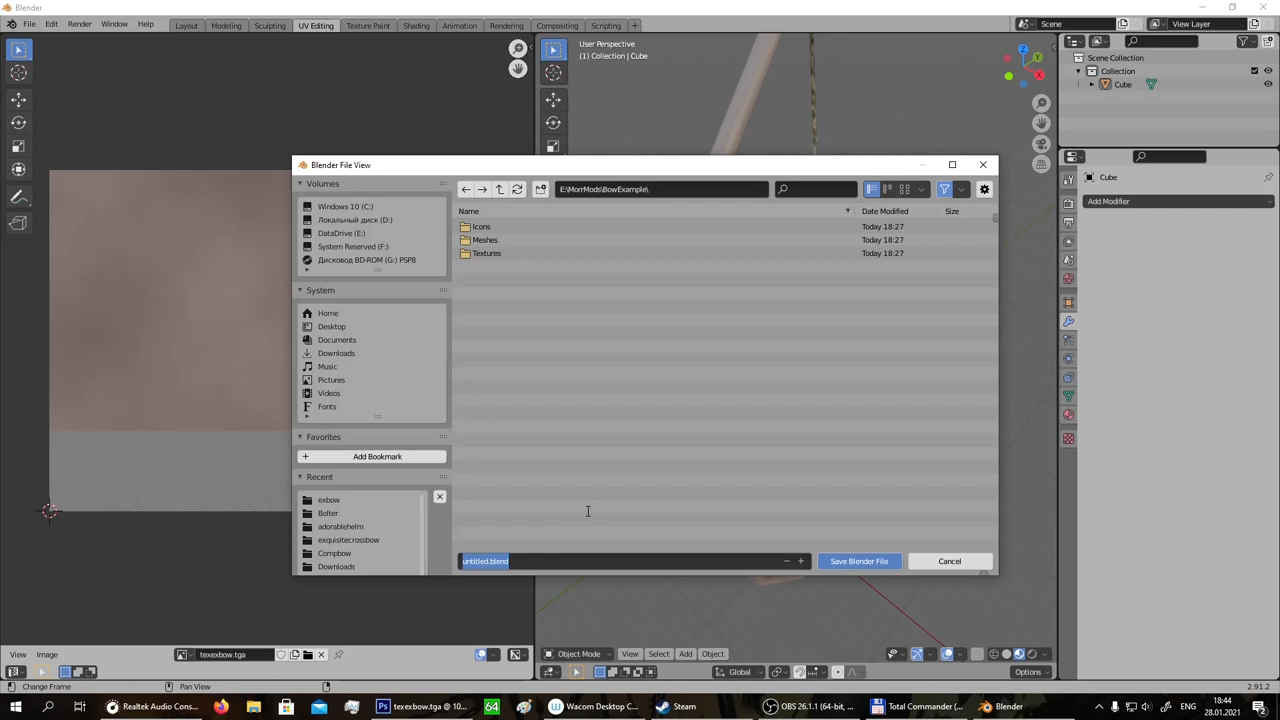 Blender
File Edit Render Window Help Layout Modeling Sculpting UV Editing Texture Paint Shading Animation Rendering Compositing Scripting + Scene View Layer
User Perspective
(1) Collection | Cube
Z
Y
X
Scene Collection
Collection
Cube
Cube
Add Modifier
Blender File View
Volumes
Windows 10 (C:)
Локальный диск (D:)
DataDrive (E:)
System Reserved (F:)
Дисковод BD-ROM (G:) PSP8
System
Home
Desktop
Documents
Downloads
Music
Pictures
Videos
Fonts
Favorites
Add Bookmark
Recent
exbow
Bolter
adorablehelm
exquisitecrossbow
Compbow
Downloads
E:\MorrMods\BowExample\
Name Date Modified Size
Icons Today 18:27
Meshes Today 18:27
Textures Today 18:27
untitled.blend
Save Blender File Cancel
View Image texexbow.tga
Object Mode View Select Add Object
Global Options
Change Frame Pan View 2.91.2
Realtek Audio Cons... texexbow.tga @ 10... Wacom Desktop C... Steam OBS 26.1.1 (64-bit, ... Total Commander (... Blender
18:44
28.01.2021